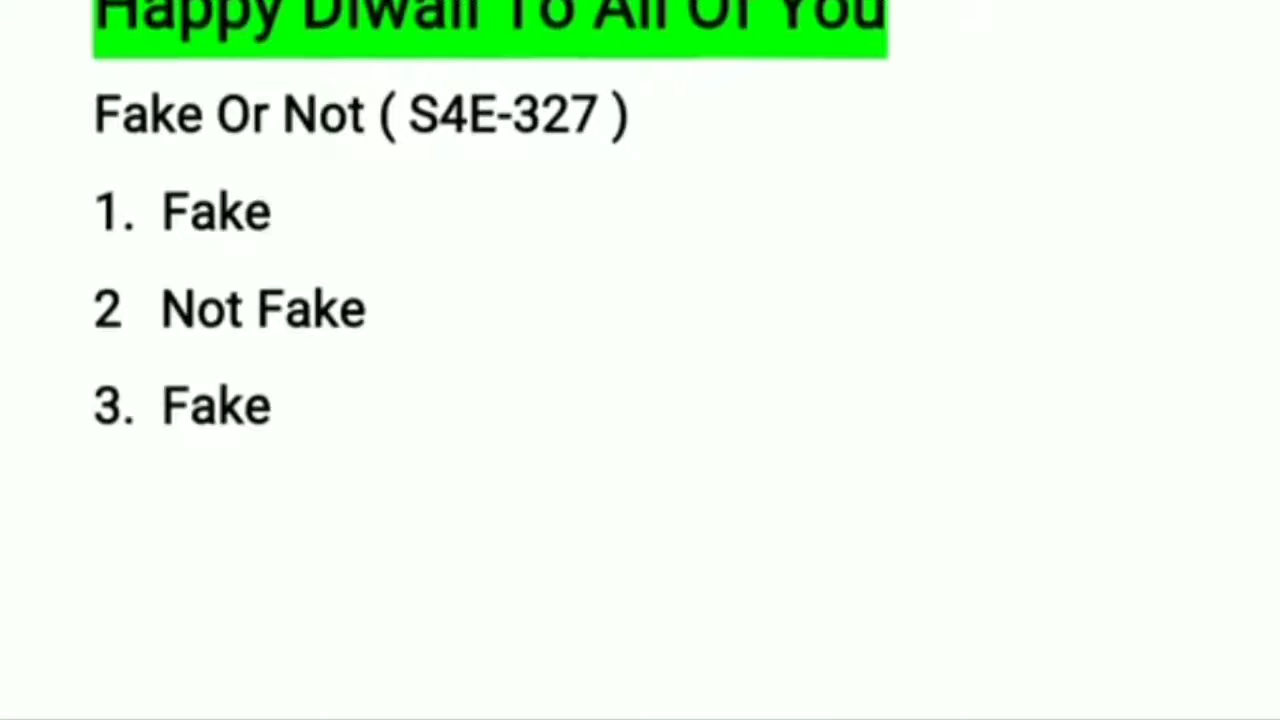 Happy Diwali To All Of You
Fake Or Not ( S4E-327 )
1. Fake
2 Not Fake
3. Fake